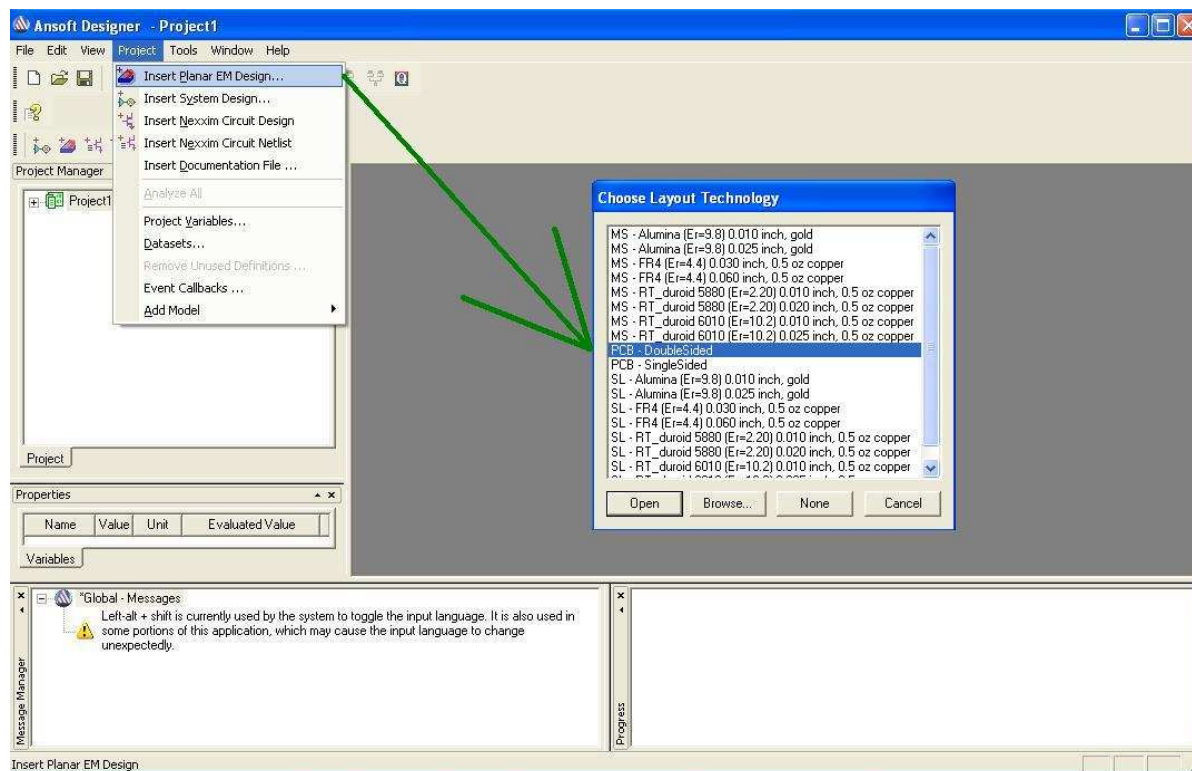 Ansoft Designer - Project1
File Edit View Project Tools Window Help
Insert Planar EM Design...
Insert System Design...
Insert Nexxim Circuit Design
Insert Nexxim Circuit Netlist
Insert Documentation File ...
Analyze All
Project Variables...
Datasets...
Remove Unused Definitions ...
Event Callbacks ...
Add Model
Project Manager
Project1
Project
Choose Layout Technology
MS - Alumina (Er=9.8) 0.010 inch, gold
MS - Alumina (Er=9.8) 0.025 inch, gold
MS - FR4 (Er=4.4) 0.030 inch, 0.5 oz copper
MS - FR4 (Er=4.4) 0.060 inch, 0.5 oz copper
MS - RT_duroid 5880 (Er=2.20) 0.010 inch, 0.5 oz copper
MS - RT_duroid 5880 (Er=2.20) 0.020 inch, 0.5 oz copper
MS - RT_duroid 6010 (Er=10.2) 0.010 inch, 0.5 oz copper
MS - RT_duroid 6010 (Er=10.2) 0.025 inch, 0.5 oz copper
PCB - DoubleSided
PCB - SingleSided
SL - Alumina (Er=9.8) 0.010 inch, gold
SL - Alumina (Er=9.8) 0.025 inch, gold
SL - FR4 (Er=4.4) 0.030 inch, 0.5 oz copper
SL - FR4 (Er=4.4) 0.060 inch, 0.5 oz copper
SL - RT_duroid 5880 (Er=2.20) 0.010 inch, 0.5 oz copper
SL - RT_duroid 5880 (Er=2.20) 0.020 inch, 0.5 oz copper
SL - RT_duroid 6010 (Er=10.2) 0.010 inch, 0.5 oz copper
Open Browse... None Cancel
Properties
Name Value Unit Evaluated Value
Variables
*Global - Messages
Left-alt + shift is currently used by the system to toggle the input language. It is also used in
some portions of this application, which may cause the input language to change
unexpectedly.
Message Manager
Progress
Insert Planar EM Design